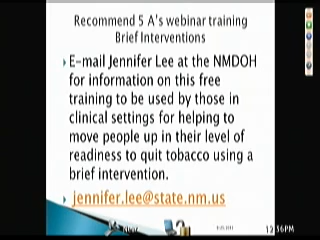 Recommend 5 A's webinar training
Brief Interventions
E-mail Jennifer Lee at the NMDOH
for information on this free
training to be used by those in
clinical settings for helping to
move people up in their level of
readiness to quit tobacco using a
brief intervention.
jennifer.lee@state.nm.us